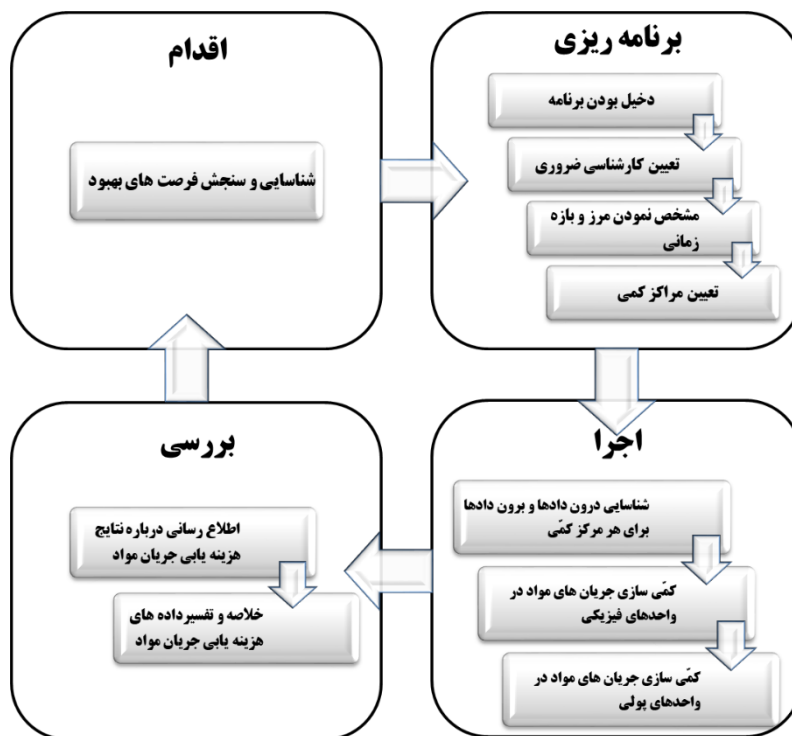 برنامه ریزی
دخیل بودن برنامه
تعیین کارشناسی ضروری
مشخص نمودن مرز و بازه
زمانی
تعیین مراکز کمی
اجرا
شناسایی درون دادها و برون دادها
برای هر مرکز کمّی
کمّی سازی جریان های مواد در
واحدهای فیزیکی
کمّی سازی جریان های مواد در
واحدهای پولی
بررسی
اطلاع رسانی درباره نتایج
هزینه یابی جریان مواد
خلاصه و تفسیرداده های
هزینه یابی جریان مواد
اقدام
شناسایی و سنجش فرصت های بهبود